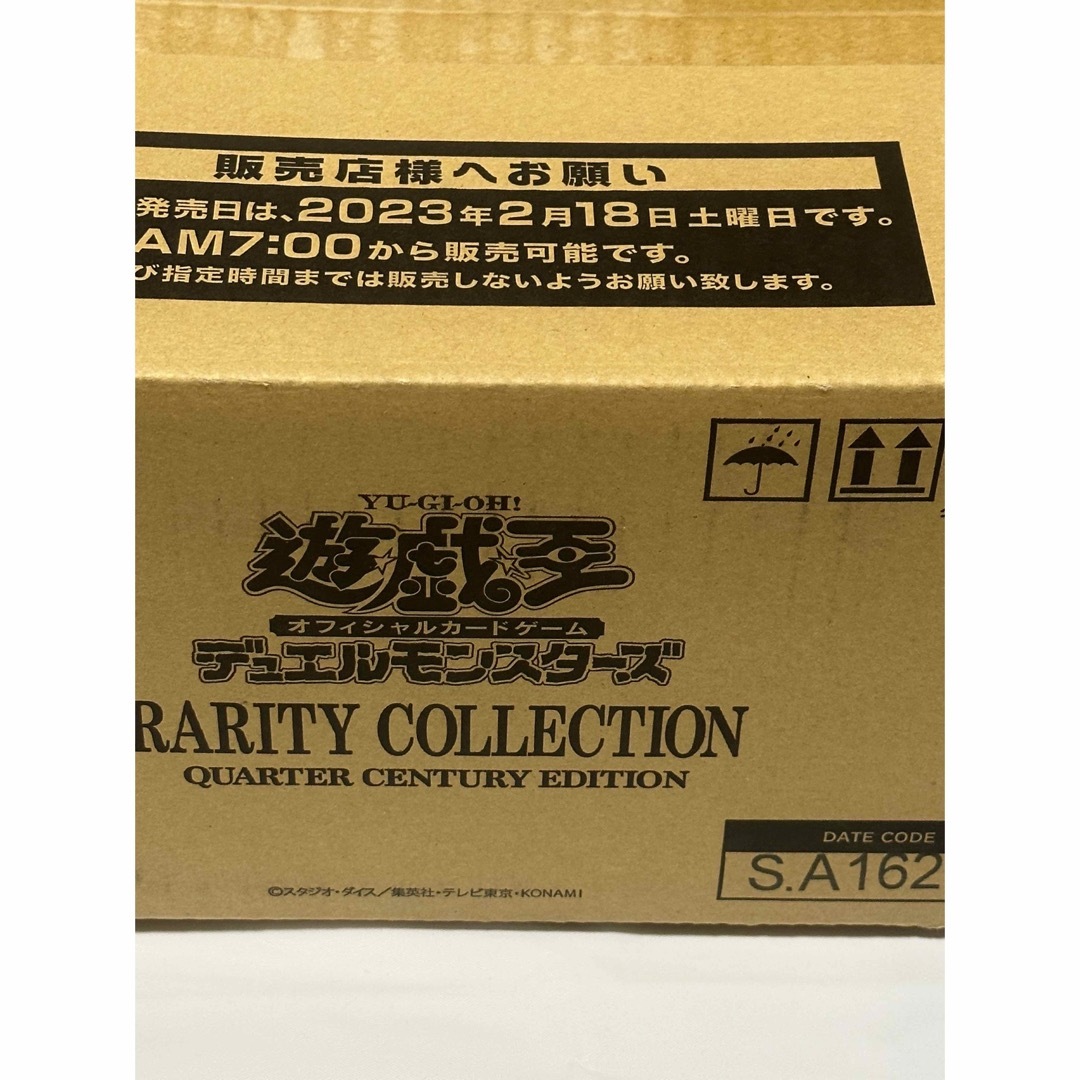 販売店様へお願い
発売日は、2023年2月18日土曜日です。
AM7:00から販売可能です。
び指定時間までは販売しないようお願い致します。
YU-GI-OH!
遊戯王
オフィシャルカードゲーム
デュエルモンスターズ
RARITY COLLECTION
QUARTER CENTURY EDITION
DATE CODE
S.A162
©スタジオ・ダイス/集英社・テレビ東京・KONAMI